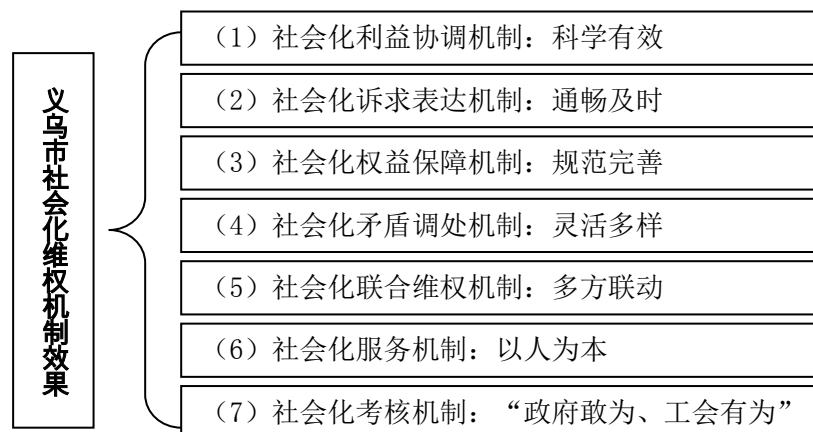 义乌市社会化维权机制效果
（1）社会化利益协调机制：科学有效
（2）社会化诉求表达机制：通畅及时
（3）社会化权益保障机制：规范完善
（4）社会化矛盾调处机制：灵活多样
（5）社会化联合维权机制：多方联动
（6）社会化服务机制：以人为本
（7）社会化考核机制：“政府敢为、工会有为”